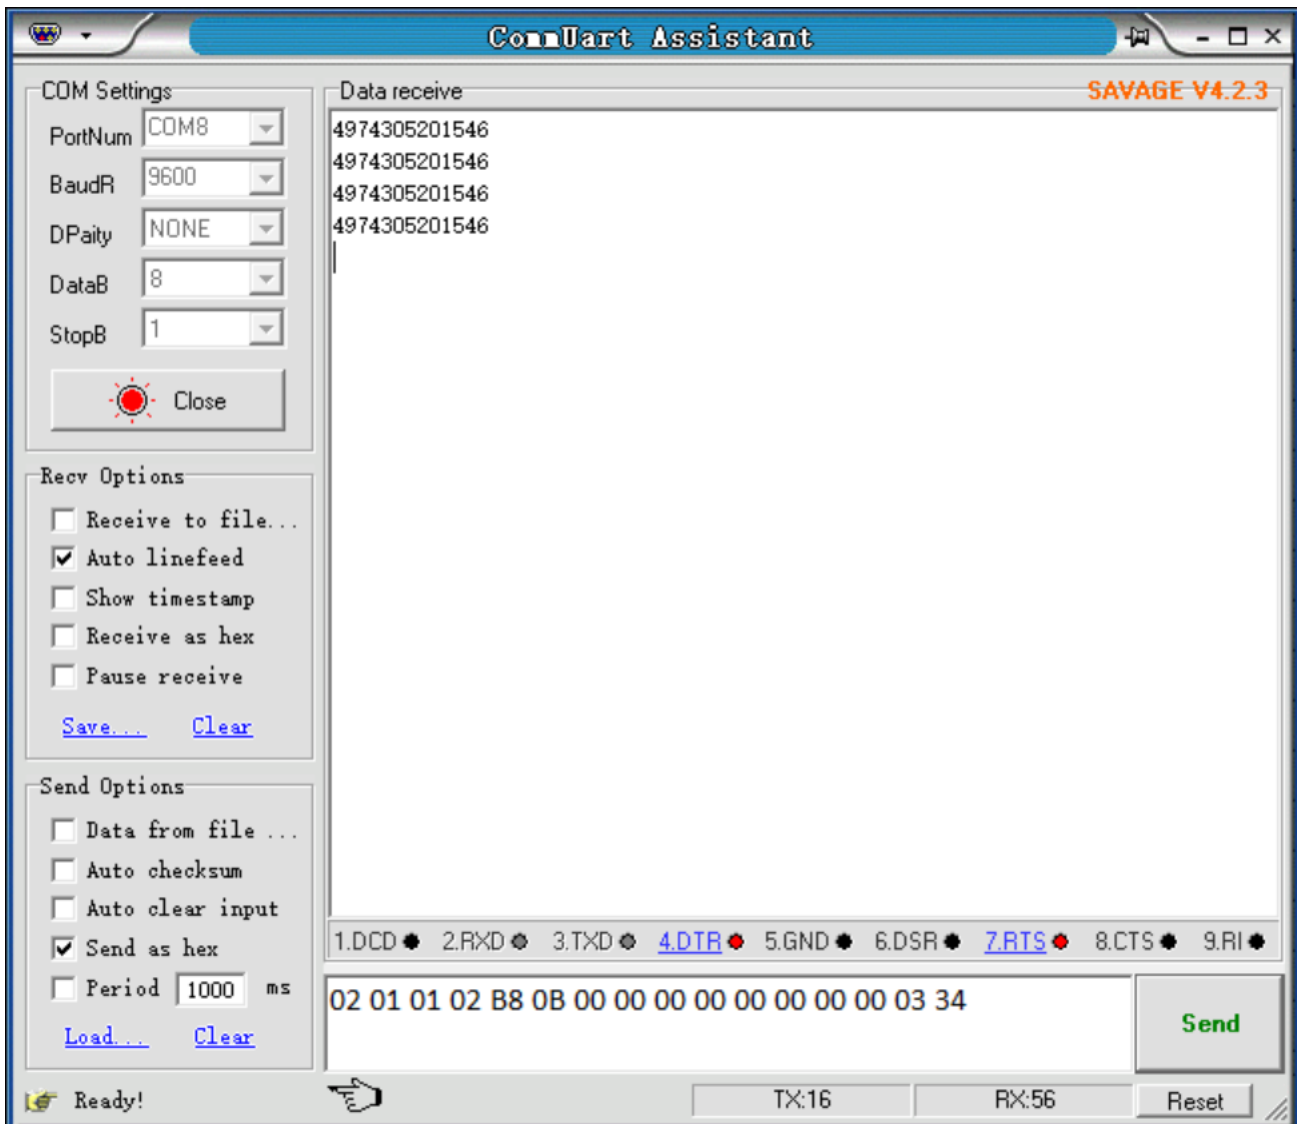 CommUart Assistant
COM Settings
PortNum COM8
BaudR 9600
DPaity NONE
DataB 8
StopB 1
Close
Recv Options
Receive to file...
Auto linefeed
Show timestamp
Receive as hex
Pause receive
Save... Clear
Send Options
Data from file ...
Auto checksum
Auto clear input
Send as hex
Period 1000 ms
Load... Clear
Data receive SAVAGE V4.2.3
4974305201546
4974305201546
4974305201546
4974305201546
1.DCD 2.RXD 3.TXD 4.DTR 5.GND 6.DSR 7.RTS 8.CTS 9.RI
02 01 01 02 B8 0B 00 00 00 00 00 00 00 00 03 34
Send
Ready! TX:16 RX:56 Reset